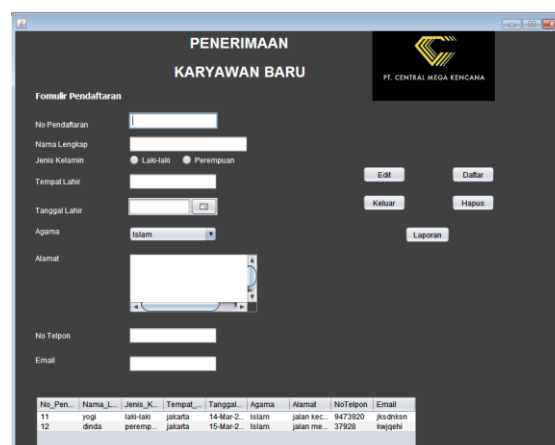 PENERIMAAN
KARYAWAN BARU
PT. CENTRAL MEGA KENCANA
Fomulir Pendaftaran
No Pendaftaran
Nama Lengkap
Jenis Kelamin Laki-laki Perempuan
Tempat Lahir
Edit Daftar
Tanggal Lahir
Keluar Hapus
Agama Islam
Laporan
Alamat
No Telpon
Email
No_Pen... Nama_L... Jenis_K... Tempat_... Tanggal... Agama Alamat NoTelpon Email
11 yogi laki-laki jakarta 14-Mar-2... Islam jalan kec... 9473920 jksdnksn
12 dinda peremp... jakarta 15-Mar-2... Islam jalan me... 37928 kwjqehi